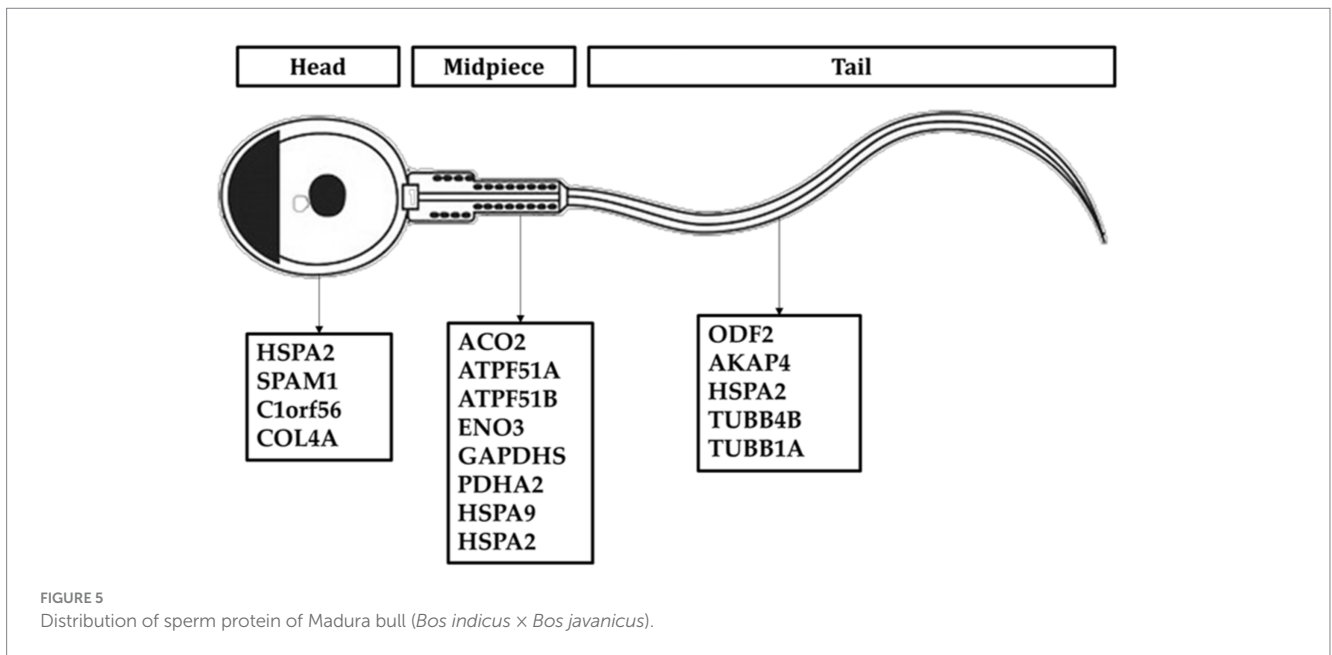 Head
Midpiece
Tail
HSPA2
SPAM1
C1orf56
COL4A
ACO2
ATPF51A
ATPF51B
ENO3
GAPDHS
PDHA2
HSPA9
HSPA2
ODF2
AKAP4
HSPA2
TUBB4B
TUBB1A
FIGURE 5
Distribution of sperm protein of Madura bull (Bos indicus × Bos javanicus).